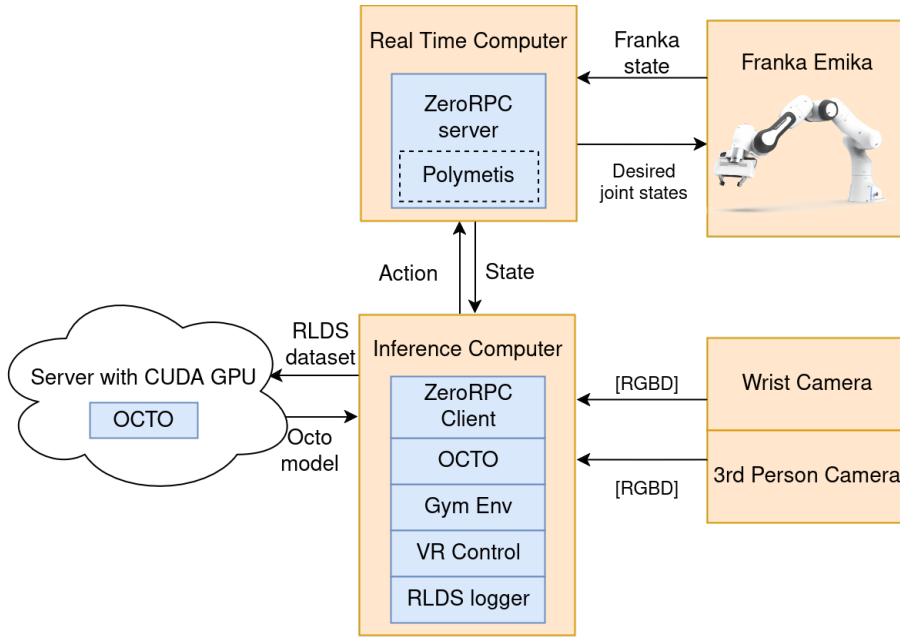 Real Time Computer
ZeroRPC
server
Polymetis
Franka
state
Desired
joint states
Franka Emika
Action
State
RLDS
dataset
Server with CUDA GPU
OCTO
Octo
model
Inference Computer
ZeroRPC
Client
OCTO
Gym Env
VR Control
RLDS logger
[RGBD]
[RGBD]
Wrist Camera
3rd Person Camera